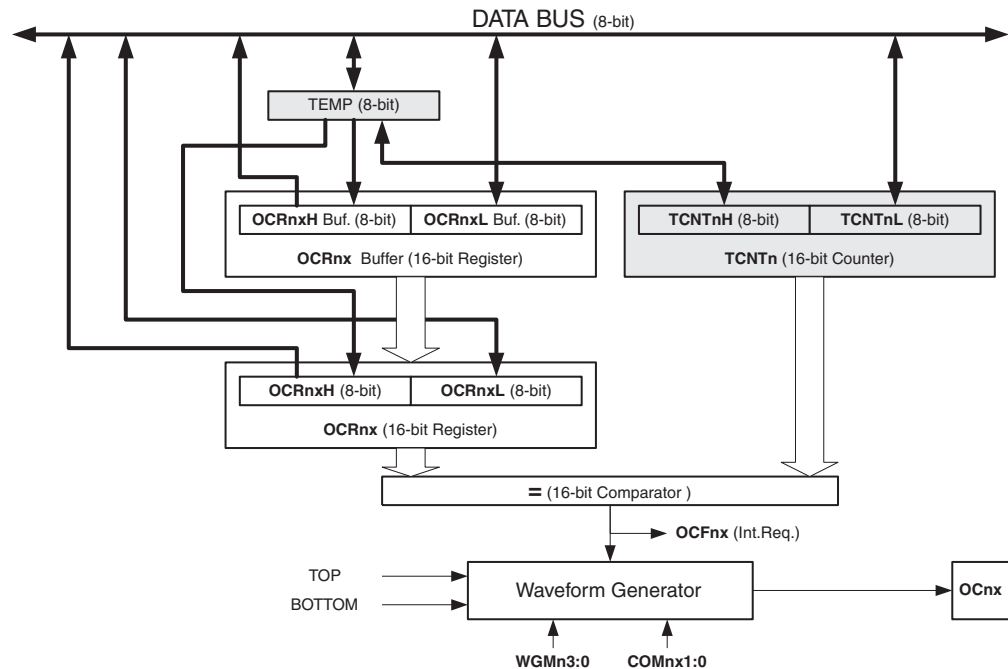 DATA BUS (8-bit)
TEMP (8-bit)
OCRnxH Buf. (8-bit) OCRnxL Buf. (8-bit)
OCRnx Buffer (16-bit Register)
TCNTnH (8-bit) TCNTnL (8-bit)
TCNTn (16-bit Counter)
OCRnxH (8-bit) OCRnxL (8-bit)
OCRnx (16-bit Register)
= (16-bit Comparator )
OCFnx (Int.Req.)
TOP
BOTTOM
Waveform Generator
OCnx
WGMn3:0 COMnx1:0